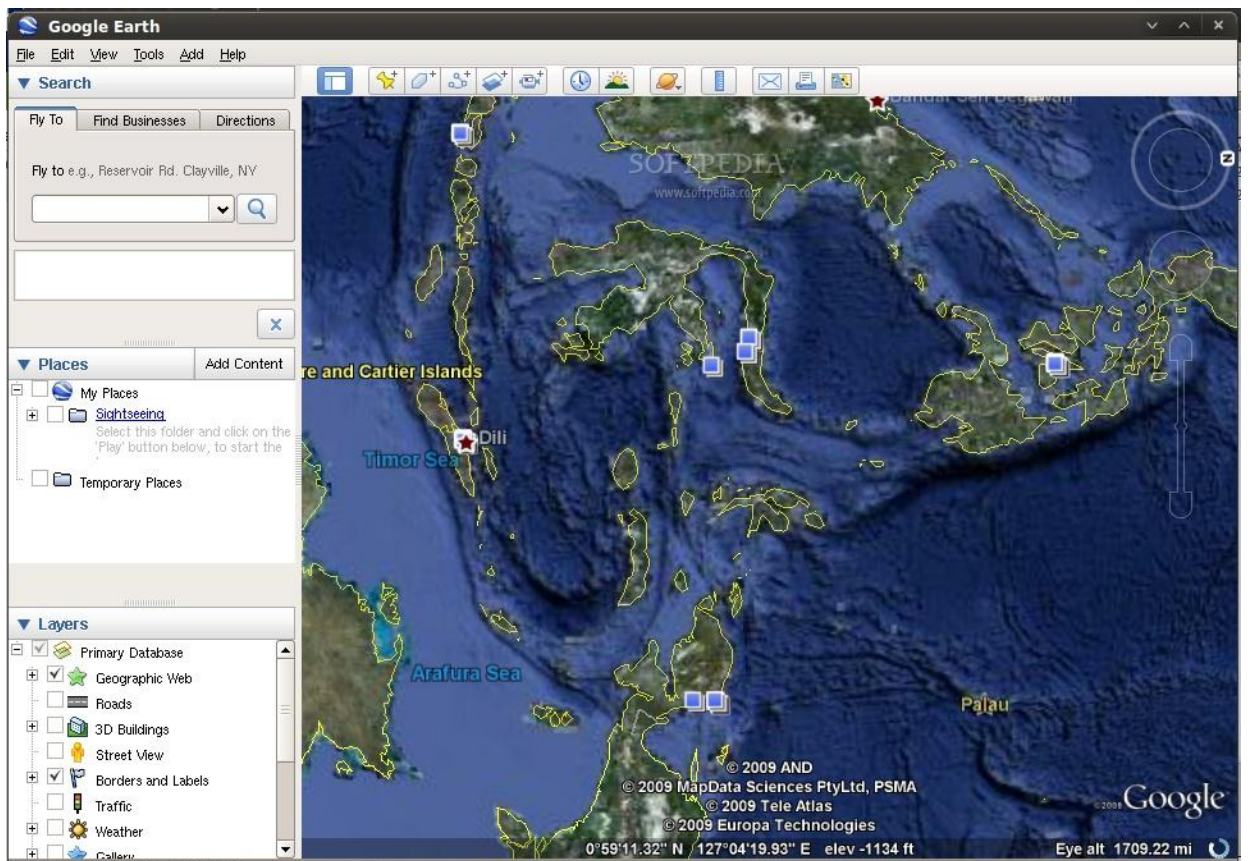 Google Earth
File Edit View Tools Add Help
Search
Fly To Find Businesses Directions
Fly to e.g., Reservoir Rd. Clayville, NY
Places Add Content
My Places
Sightseeing
Select this folder and click on the
'Play' button below, to start the
Temporary Places
Layers
Primary Database
Geographic Web
Roads
3D Buildings
Street View
Borders and Labels
Traffic
Weather
Gallery
Bandar Seri Begawan
SOFTPEDIA
www.softpedia.com
N
re and Cartier Islands
Dili
Timor Sea
Arafura Sea
Palau
© 2009 AND
© 2009 MapData Sciences PtyLtd, PSMA
© 2009 Tele Atlas
© 2009 Europa Technologies
©2009 Google
0°59'11.32" N 127°04'19.93" E elev -1134 ft Eye alt 1709.22 mi